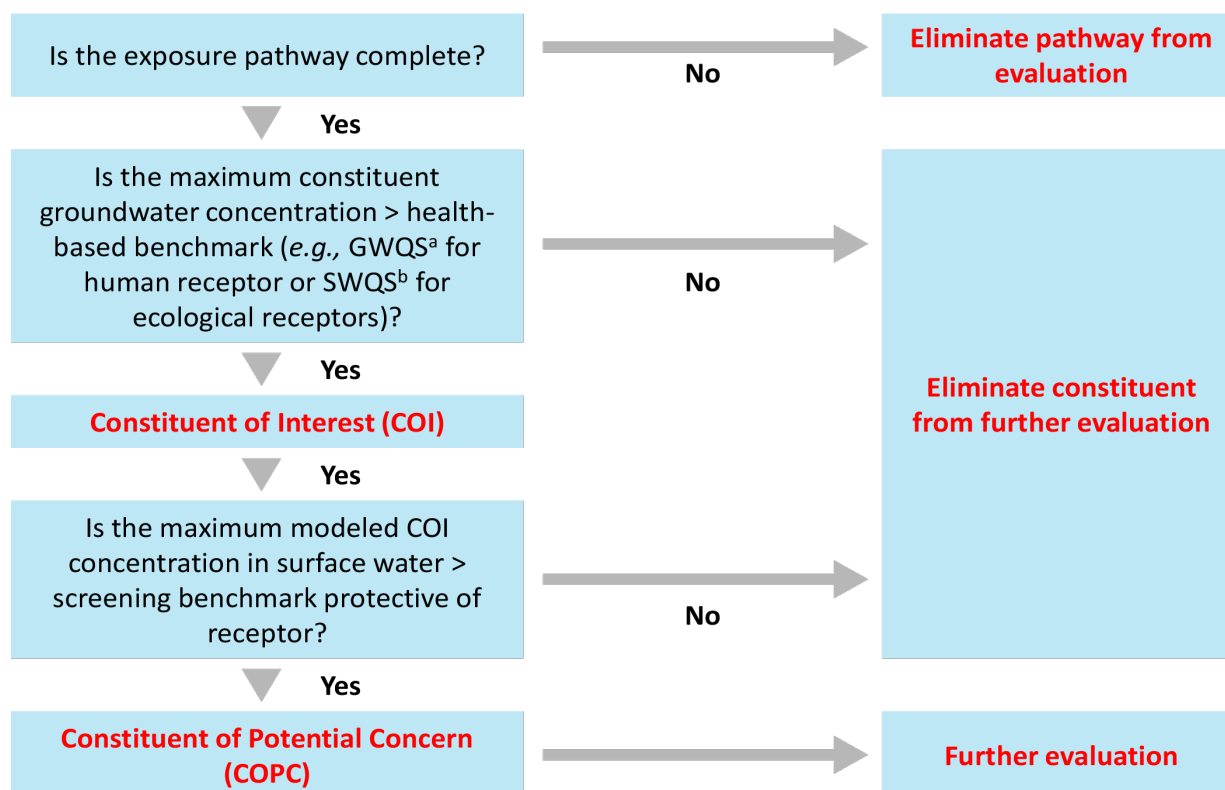 Is the exposure pathway complete?
No
Eliminate pathway from
evaluation
Yes
Is the maximum constituent
groundwater concentration > health-
based benchmark (e.g., GWQSᵃ for
human receptor or SWQSᵇ for
ecological receptors)?
No
Eliminate constituent
from further evaluation
Yes
Constituent of Interest (COI)
Yes
Is the maximum modeled COI
concentration in surface water >
screening benchmark protective of
receptor?
No
Yes
Constituent of Potential Concern
(COPC)
Further evaluation